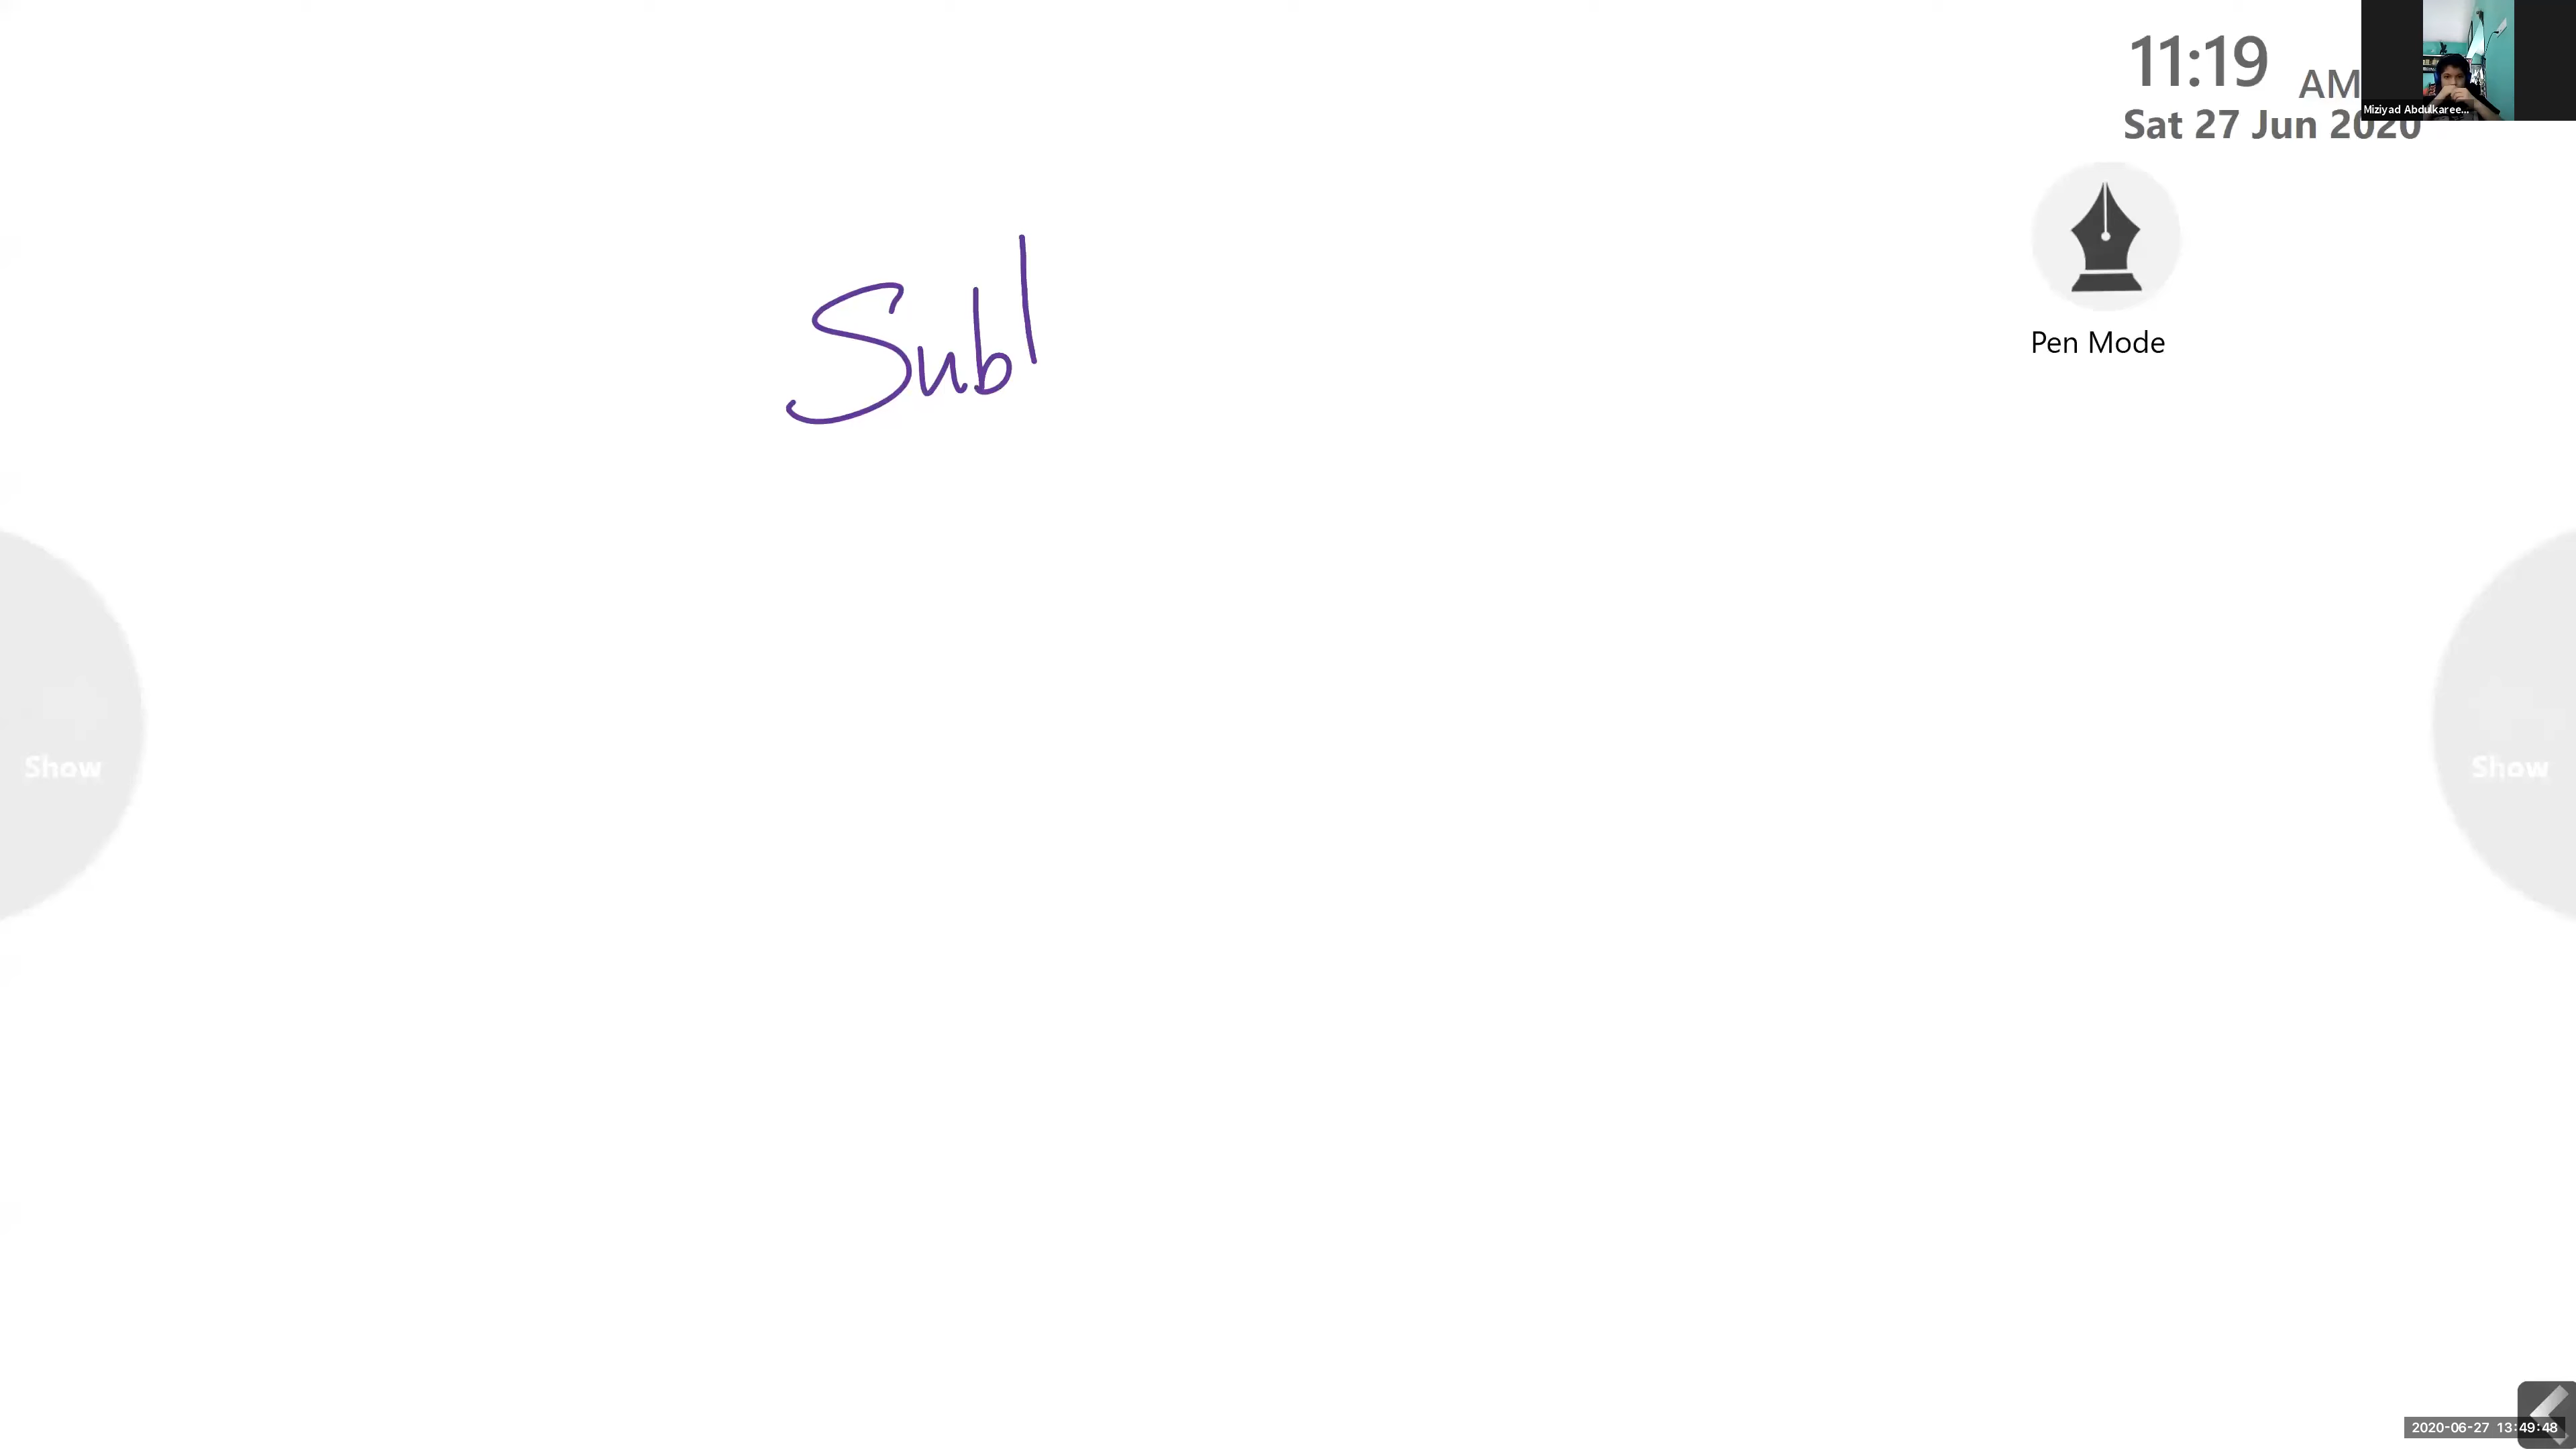 11:19 AM
Miziyad Abdulkaree...
Sat 27 Jun 2020
Subl
Pen Mode
Show
Show
2020-06-27 13:49:48